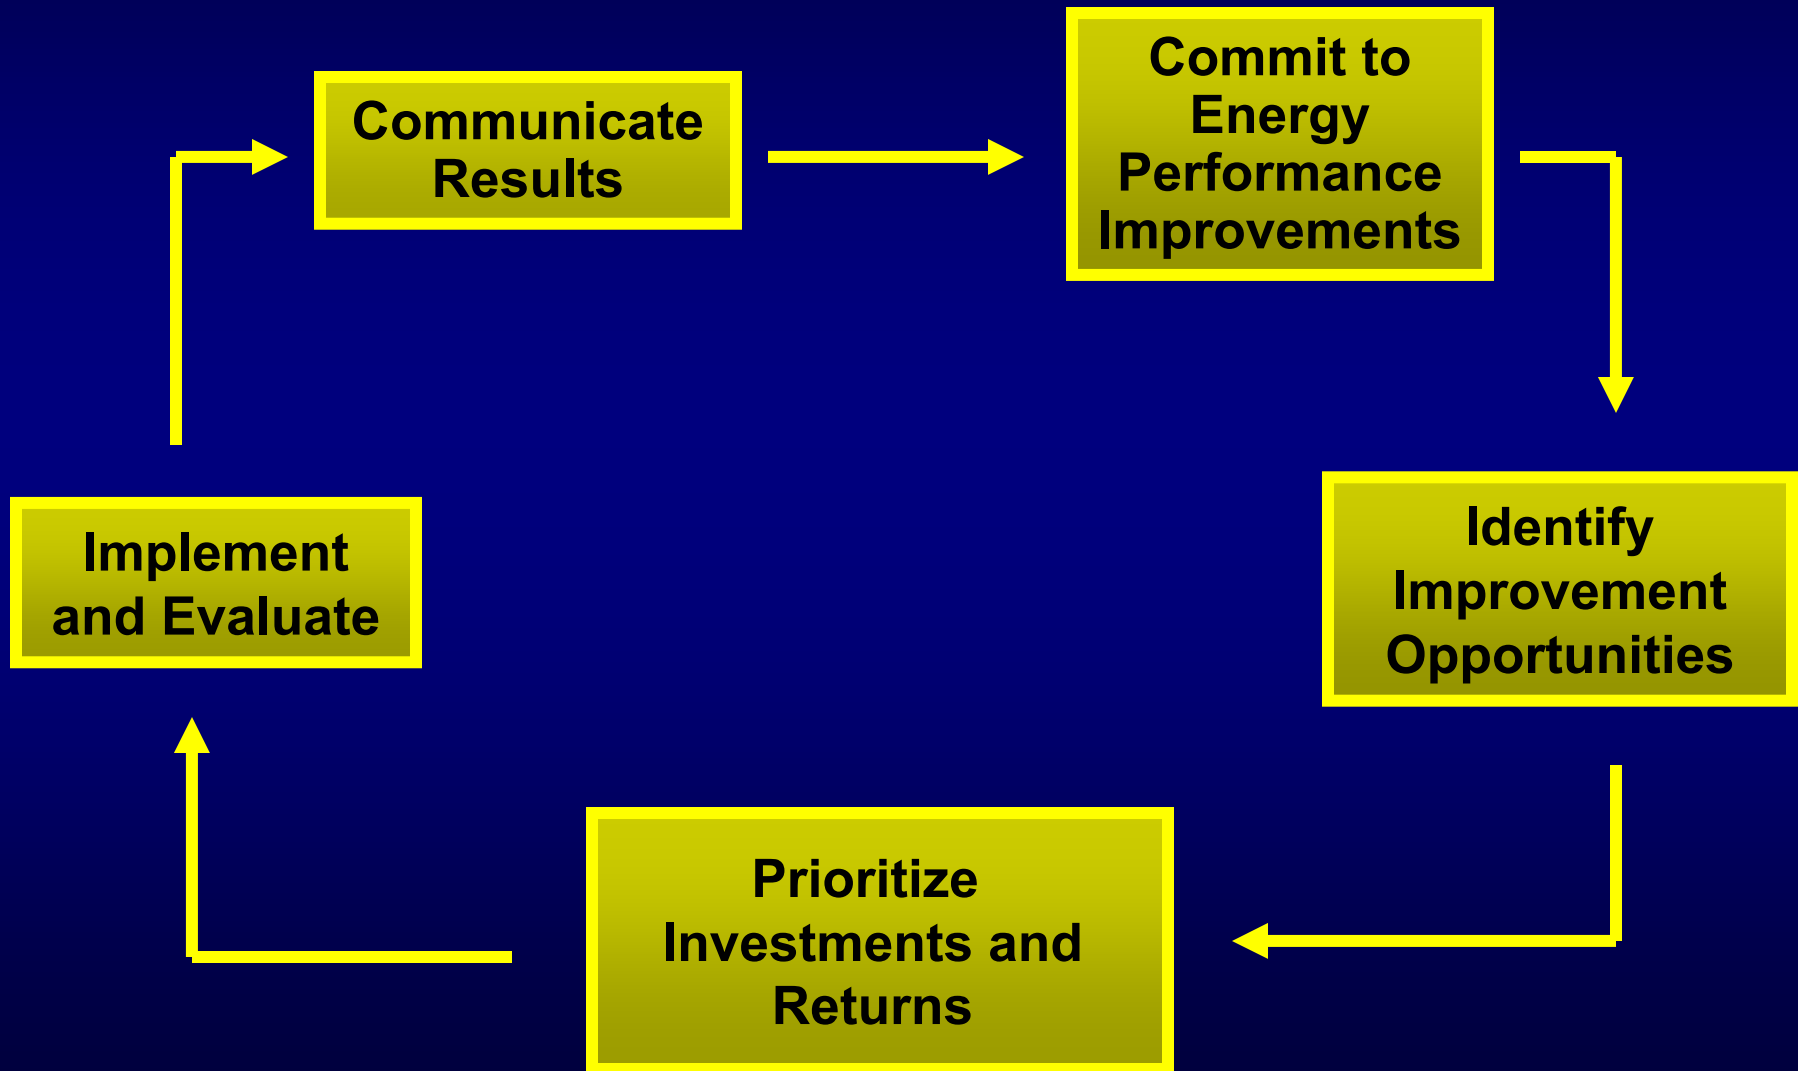 Communicate
Results
Commit to
Energy
Performance
Improvements
Implement
and Evaluate
Identify
Improvement
Opportunities
Prioritize
Investments and
Returns